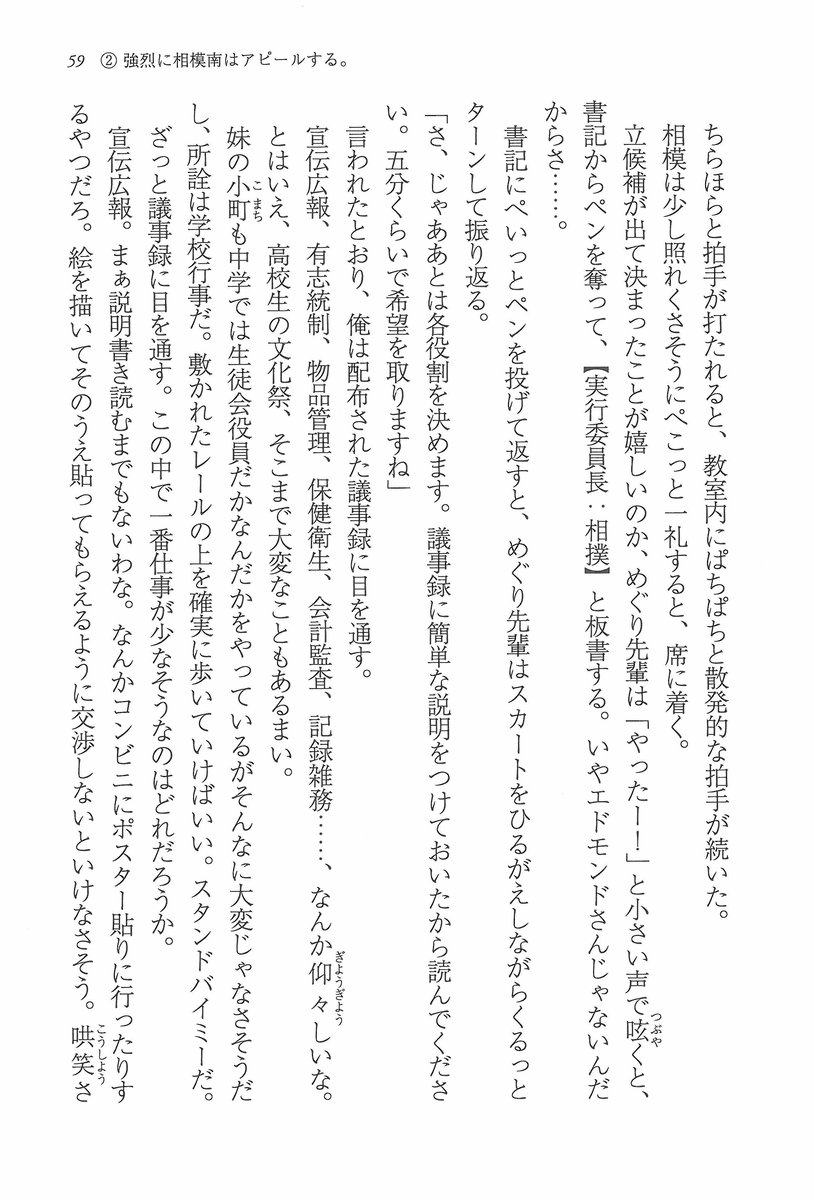 59　② 強烈に相模南はアピールする。
　ちらほらと拍手が打たれると、教室内にぱちぱちと散発的な拍手が続いた。
　相模は少し照れくさそうにぺこっと一礼すると、席に着く。
　立候補が出て決まったことが嬉しいのか、めぐり先輩は「やったー！」と小さい声で呟くと、
書記からペンを奪って、【実行委員長：相撲】と板書する。いやエドモンドさんじゃないんだ
からさ……。
　書記にぺいっとペンを投げて返すと、めぐり先輩はスカートをひるがえしながらくるっと
ターンして振り返る。
「さ、じゃああとは各役割を決めます。議事録に簡単な説明をつけておいたから読んでくださ
い。五分くらいで希望を取りますね」
　言われたとおり、俺は配布された議事録に目を通す。
　宣伝広報、有志統制、物品管理、保健衛生、会計監査、記録雑務……、なんか仰々しいな。
　とはいえ、高校生の文化祭、そこまで大変なこともあるまい。
　妹の小町も中学では生徒会役員だかなんだかをやっているがそんなに大変じゃなさそうだ
し、所詮は学校行事だ。敷かれたレールの上を確実に歩いていけばいい。スタンドバイミーだ。
　ざっと議事録に目を通す。この中で一番仕事が少なそうなのはどれだろうか。
　宣伝広報。まぁ説明書き読むまでもないわな。なんかコンビニにポスター貼りに行ったりす
るやつだろ。絵を描いてそのうえ貼ってもらえるように交渉しないといけなさそう。哄笑さ
つぶや
ぎようぎよう
こまち
こうしよう